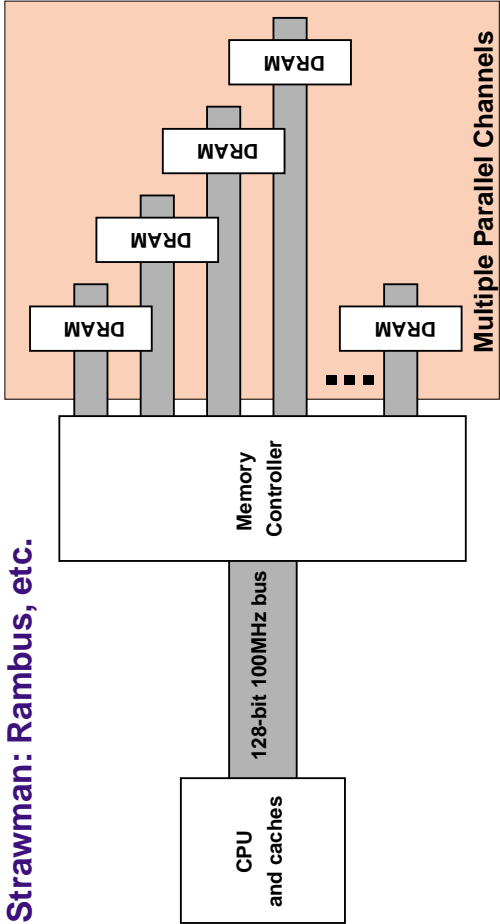 Strawman: Rambus, etc.
CPU
and caches
128-bit 100MHz bus
Memory
Controller
DRAM
DRAM
DRAM
DRAM
DRAM
Multiple Parallel Channels